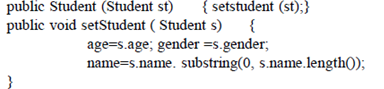 public Student (Student st) { setstudent (st);}
public void setStudent ( Student s) {
age=s.age; gender =s.gender;
name=s.name. substring(0, s.name.length());
}